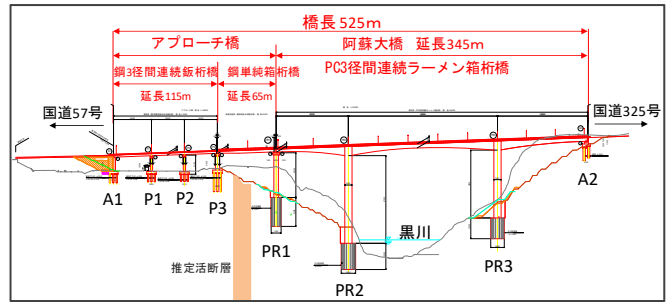 橋長525m
アプローチ橋
阿蘇大橋 延長345m
鋼3径間連続鈑桁橋
鋼単純箱桁橋
PC3径間連続ラーメン箱桁橋
延長115m
延長65m
国道57号
国道325号
A1
P1
P2
P3
PR1
PR2
PR3
A2
黒川
推定活断層